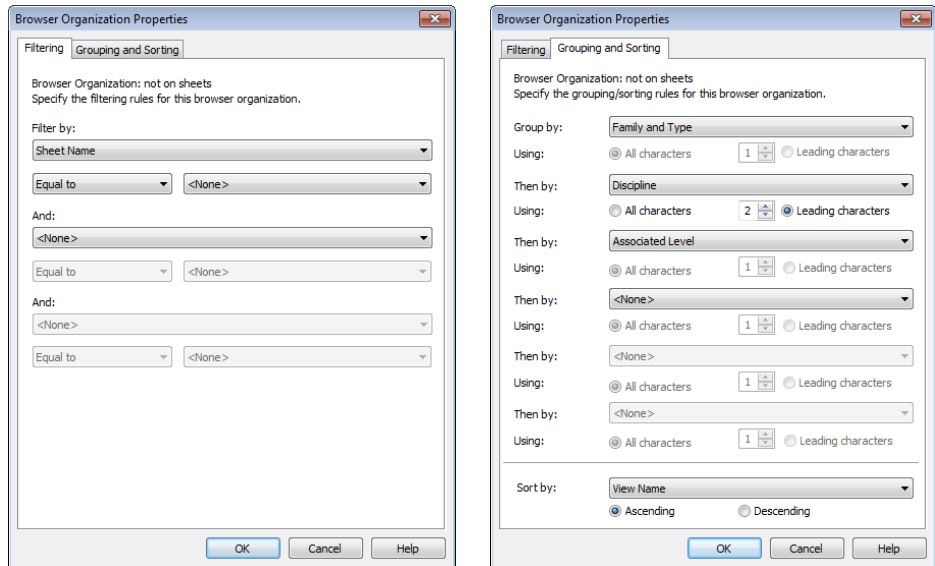 Browser Organization Properties
Filtering Grouping and Sorting
Browser Organization: not on sheets
Specify the filtering rules for this browser organization.
Filter by:
Sheet Name
Equal to <None>
And:
<None>
Equal to <None>
And:
<None>
Equal to <None>
OK Cancel Help
Browser Organization Properties
Filtering Grouping and Sorting
Browser Organization: not on sheets
Specify the grouping/sorting rules for this browser organization.
Group by: Family and Type
Using: All characters 1 Leading characters
Then by: Discipline
Using: All characters 2 Leading characters
Then by: Associated Level
Using: All characters 1 Leading characters
Then by: <None>
Using: All characters 1 Leading characters
Then by: <None>
Using: All characters 1 Leading characters
Then by: <None>
Using: All characters 1 Leading characters
Sort by: View Name
Ascending Descending
OK Cancel Help